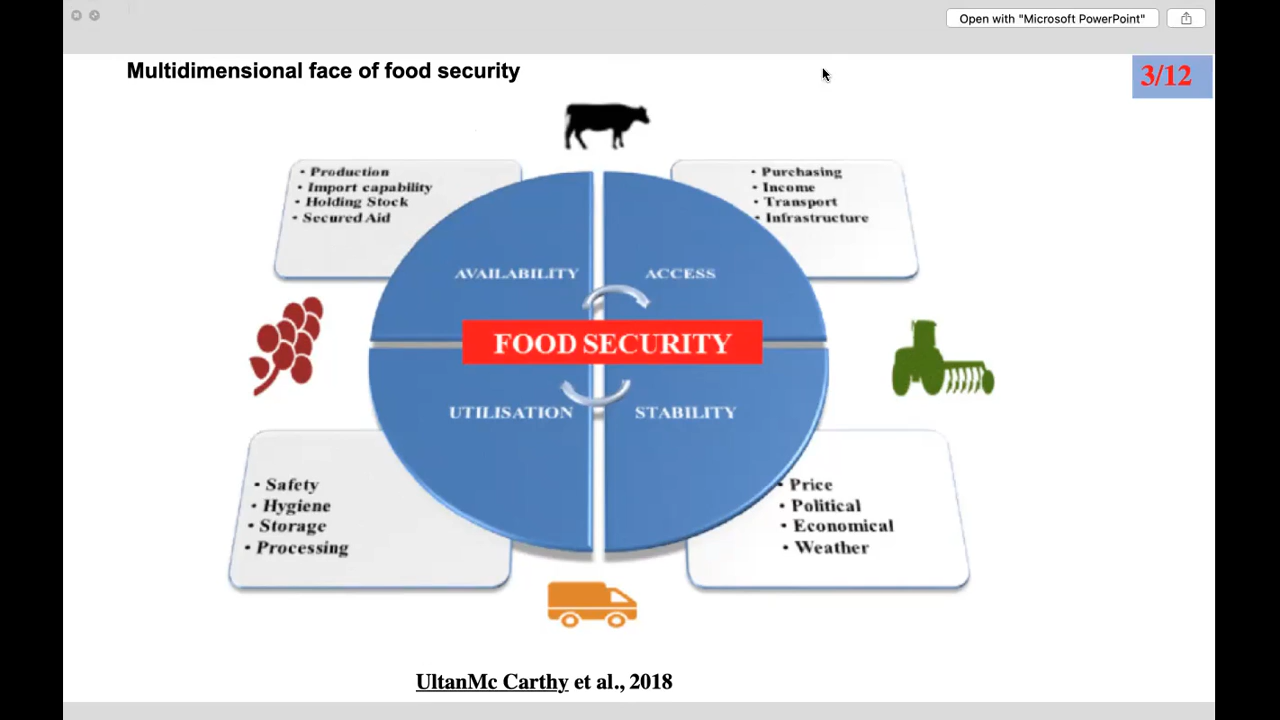 Open with "Microsoft PowerPoint"
Multidimensional face of food security
3/12
• Production
• Import capability
• Holding Stock
• Secured Aid
• Purchasing
• Income
• Transport
• Infrastructure
AVAILABILITY
ACCESS
FOOD SECURITY
UTILISATION
STABILITY
• Safety
• Hygiene
• Storage
• Processing
• Price
• Political
• Economical
• Weather
UltanMc Carthy et al., 2018